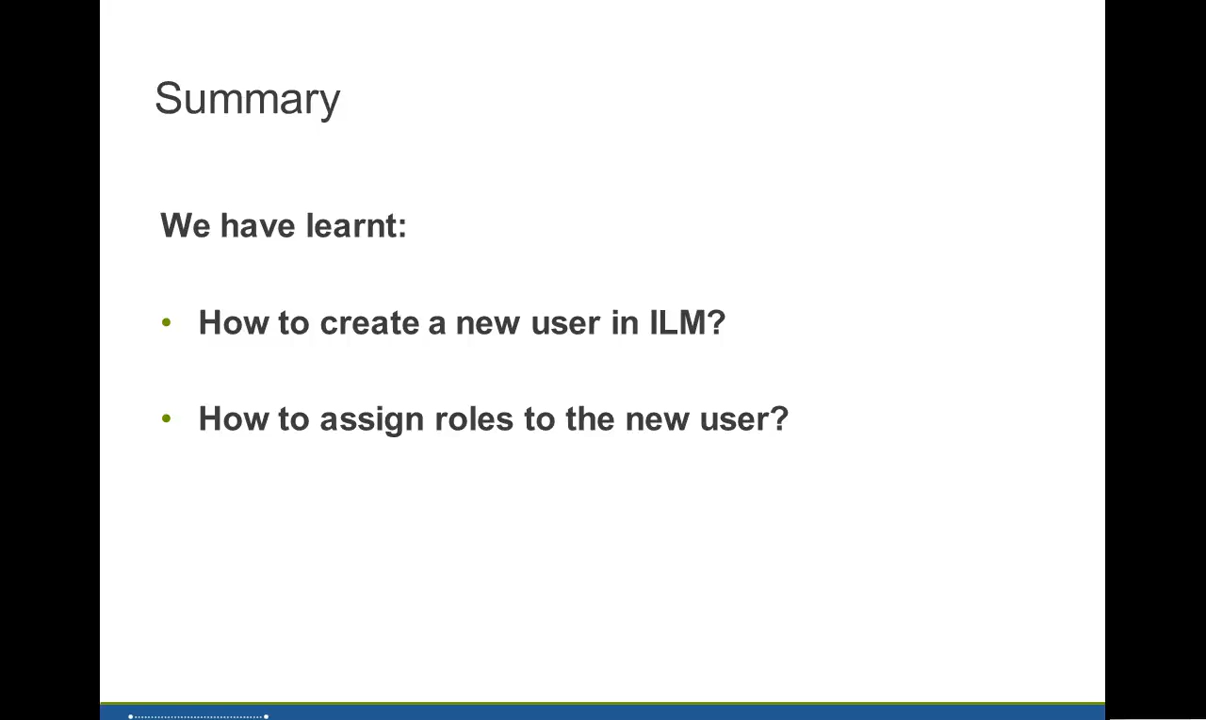 Summary
We have learnt:
• How to create a new user in ILM?
• How to assign roles to the new user?